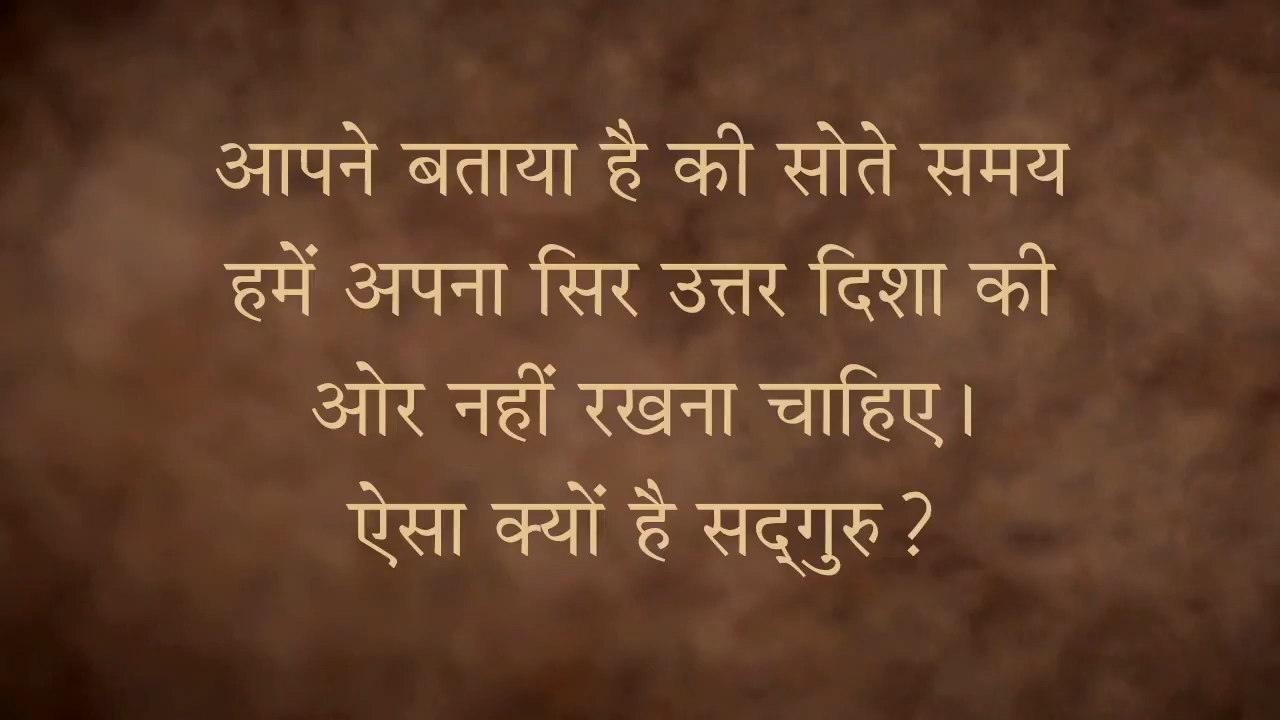 आपने बताया है की सोते समय
हमें अपना सिर उत्तर दिशा की
ओर नहीं रखना चाहिए।
ऐसा क्यों है सद्गुरु ?